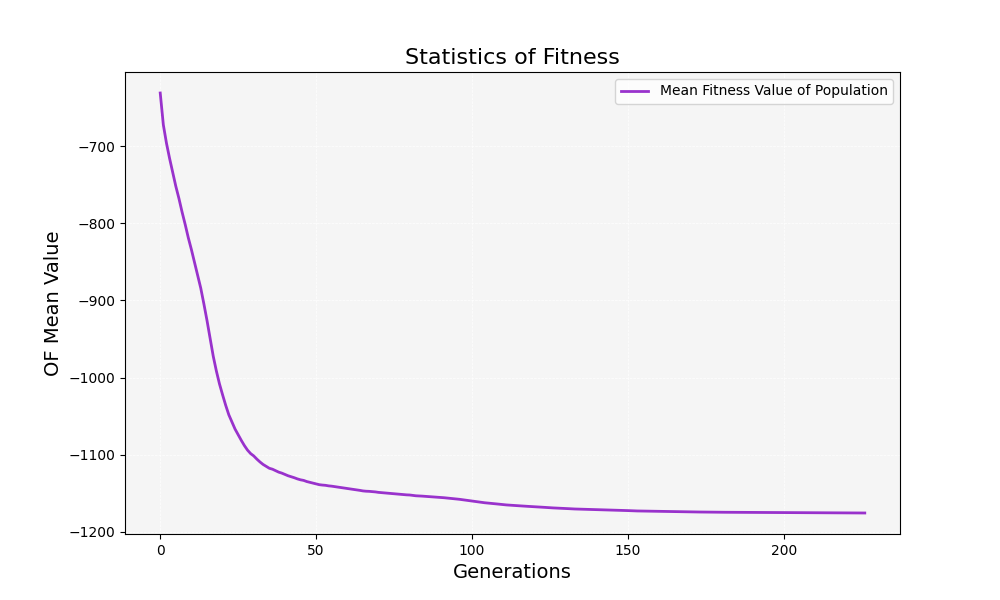 Statistics of Fitness
Mean Fitness Value of Population
OF Mean Value
−700
−800
−900
−1000
−1100
−1200
0 50 100 150 200
Generations